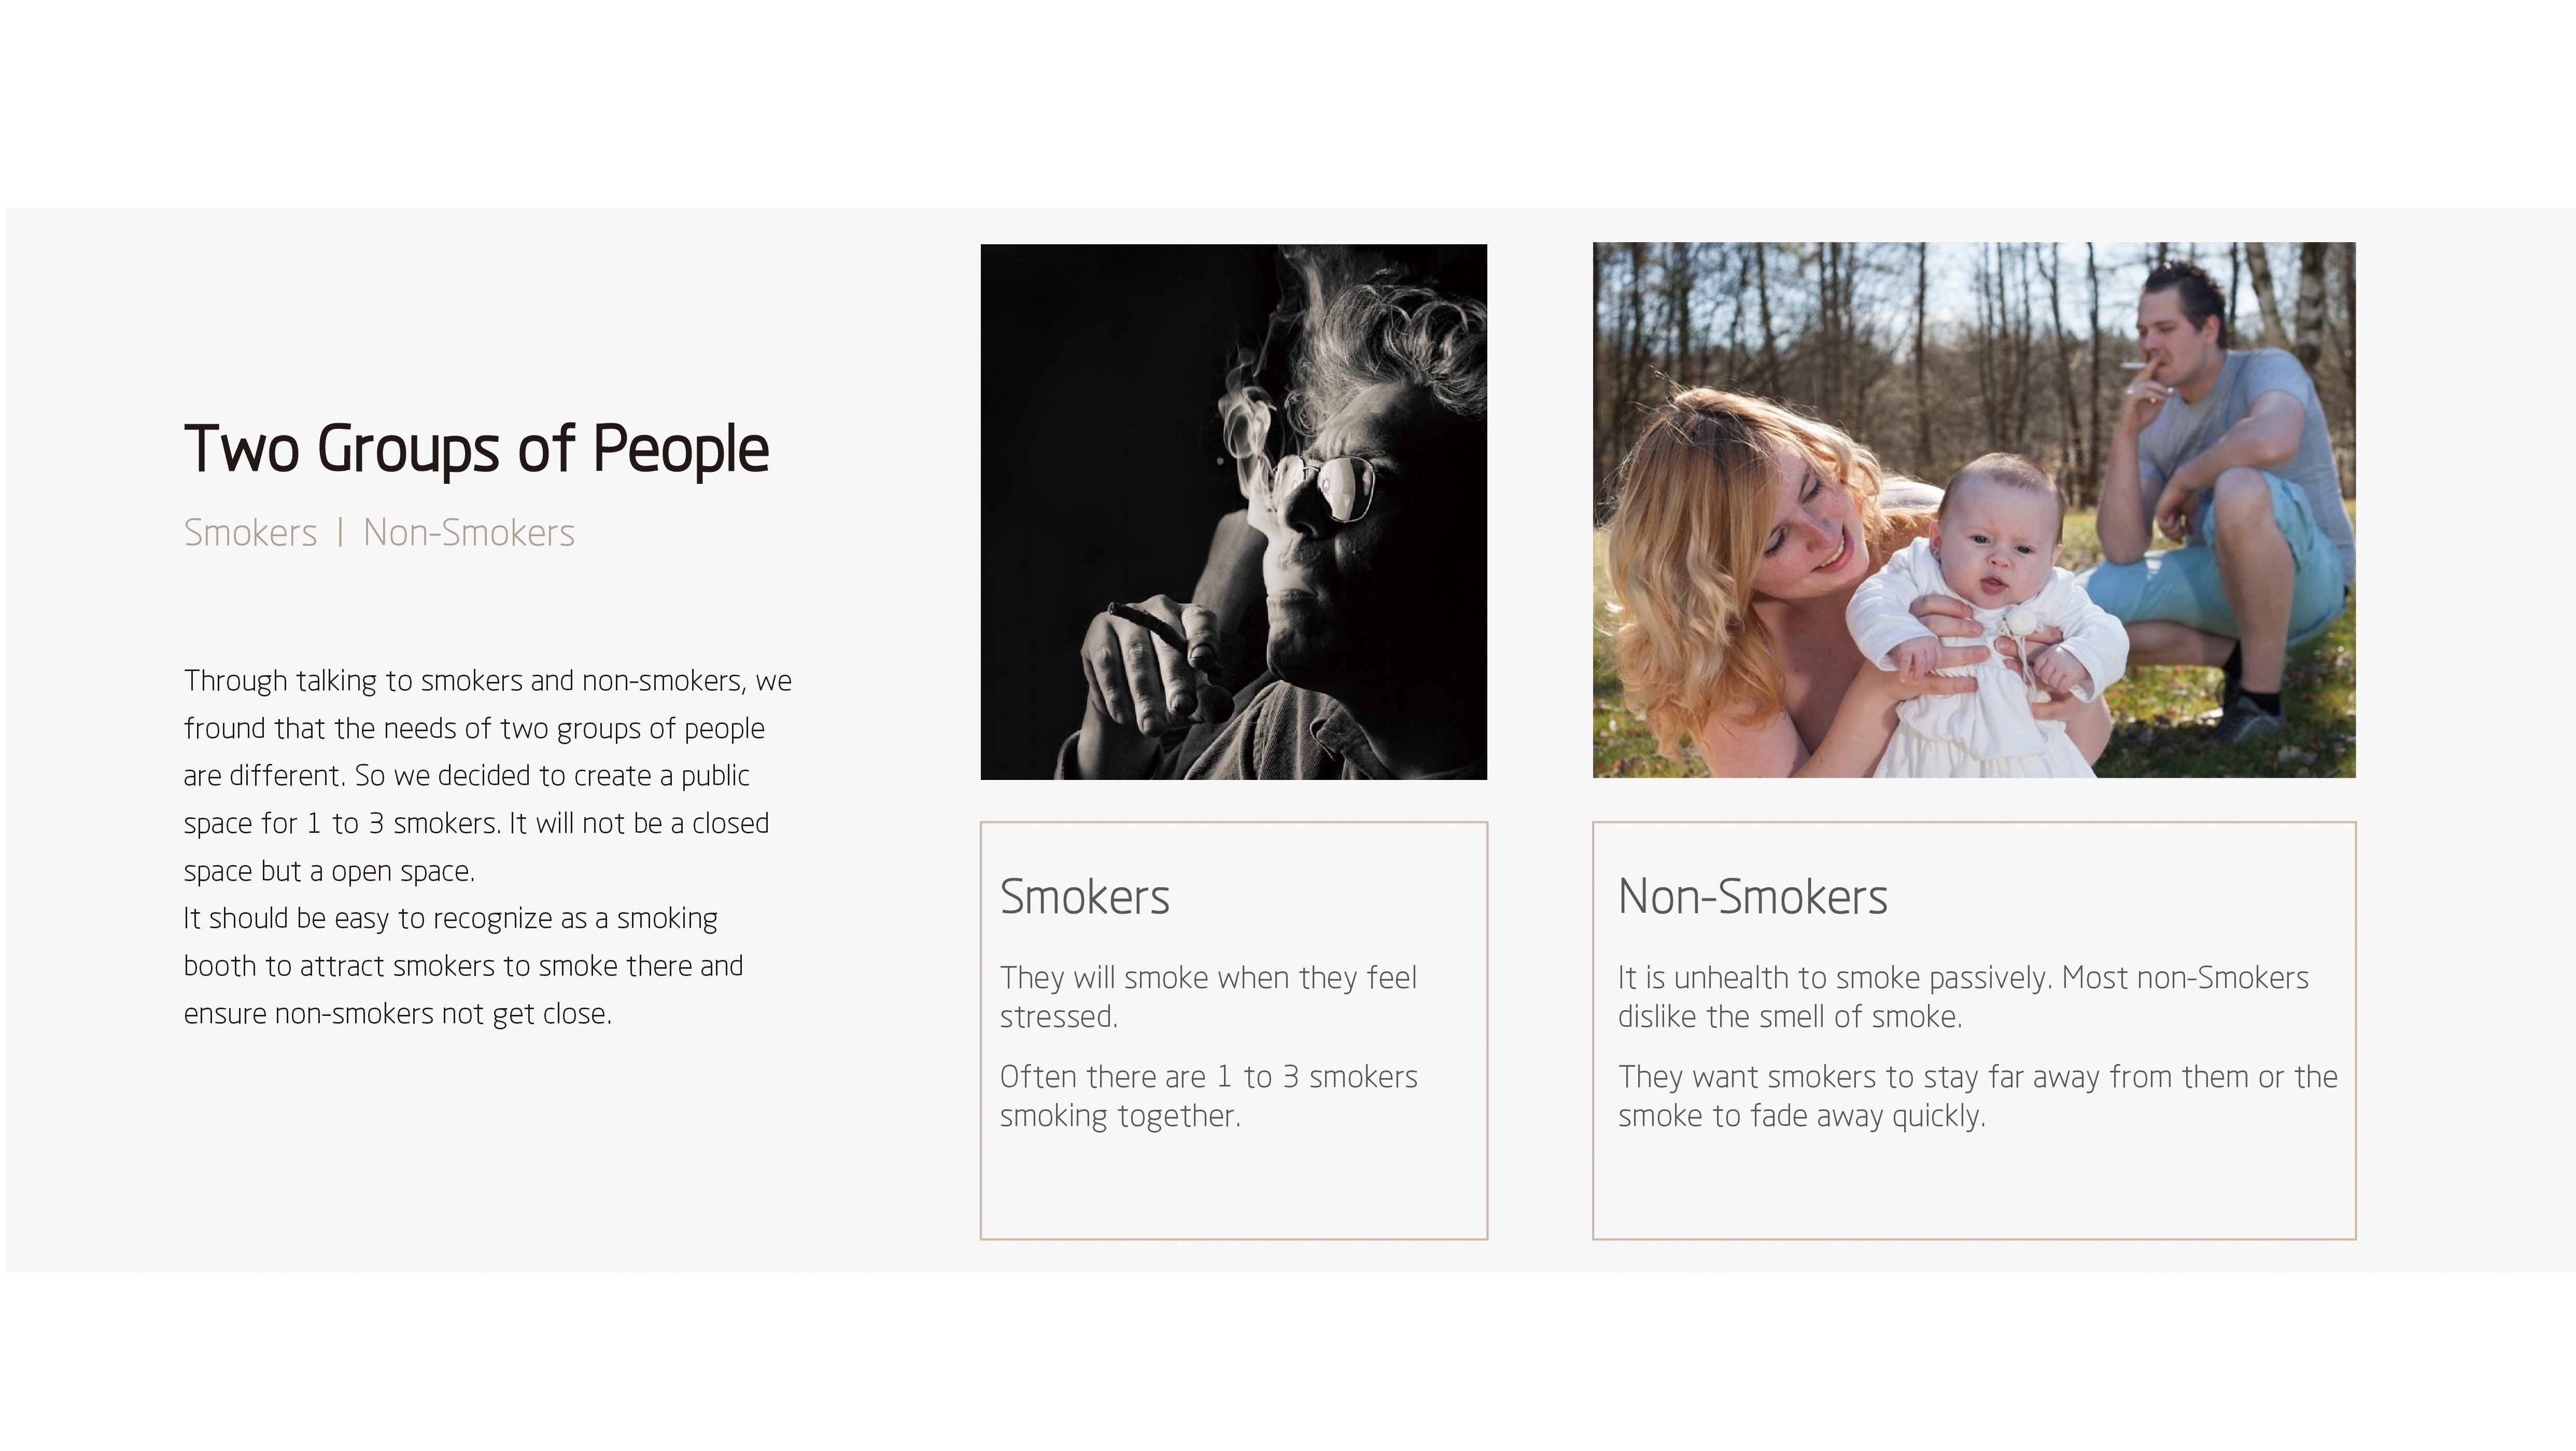 Two Groups of People
Smokers | Non-Smokers
Through talking to smokers and non-smokers, we
fround that the needs of two groups of people
are different. So we decided to create a public
space for 1 to 3 smokers. It will not be a closed
space but a open space.
It should be easy to recognize as a smoking
booth to attract smokers to smoke there and
ensure non-smokers not get close.
Smokers
They will smoke when they feel
stressed.
Often there are 1 to 3 smokers
smoking together.
Non-Smokers
It is unhealth to smoke passively. Most non-Smokers
dislike the smell of smoke.
They want smokers to stay far away from them or the
smoke to fade away quickly.